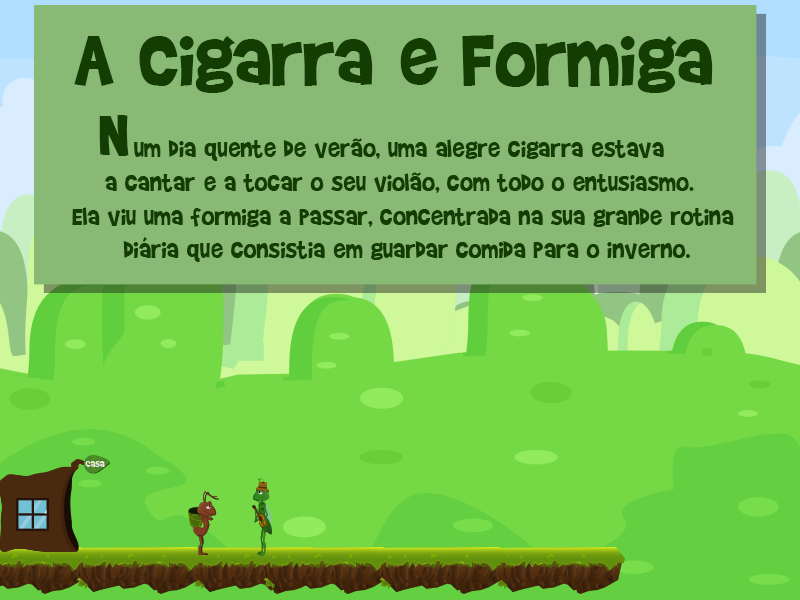 A Cigarra e Formiga
Num dia quente de verão, uma alegre cigarra estava
a cantar e a tocar o seu violão, com todo o entusiasmo.
Ela viu uma formiga a passar, concentrada na sua grande rotina
diária que consistia em guardar comida para o inverno.
casa